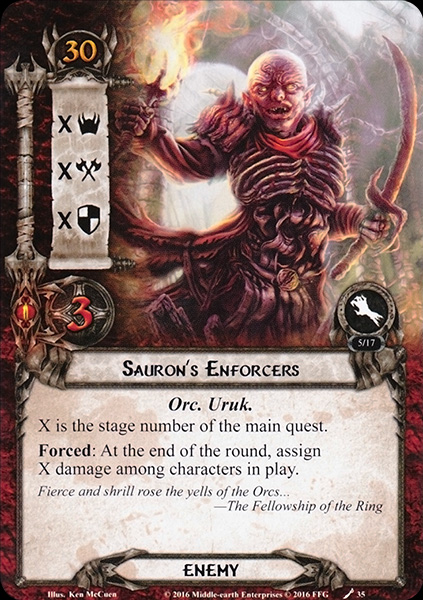 30
X
X
X
3
5/17
Sauron's Enforcers
Orc. Uruk.
X is the stage number of the main quest.
Forced: At the end of the round, assign
X damage among characters in play.
Fierce and shrill rose the yells of the Orcs...
—The Fellowship of the Ring
ENEMY
Illus. Ken McCuen © 2016 Middle-earth Enterprises © 2016 FFG 35